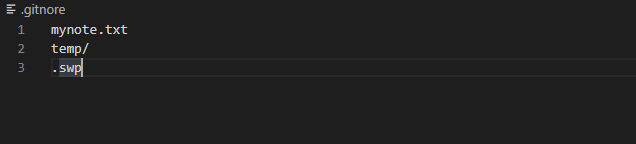 .gitnore
1 mynote.txt
2 temp/
3 .swp